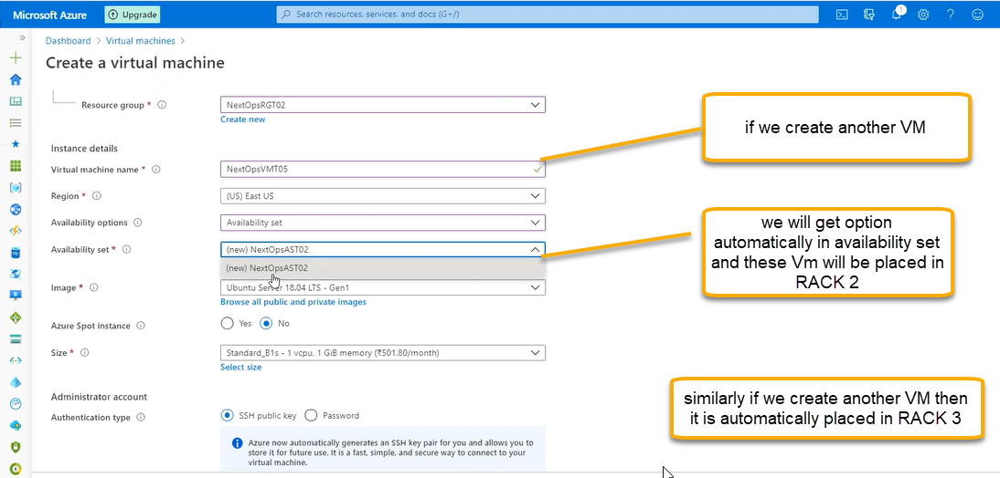 Microsoft Azure
Upgrade
Search resources, services, and docs (G+/)
1
Dashboard > Virtual machines >
Create a virtual machine
Resource group *
NextOpsRGT02
Create new
if we create another VM
Instance details
Virtual machine name *
NextOpsVMT05
Region *
(US) East US
Availability options
Availability set
we will get option
automatically in availability set
and these Vm will be placed in
RACK 2
Availability set *
(new) NextOpsAST02
(new) NextOpsAST02
Image *
Ubuntu Server 18.04 LTS - Gen1
Browse all public and private images
Azure Spot instance
Yes
No
Size *
Standard_B1s - 1 vcpu, 1 GiB memory (₹501.80/month)
Select size
similarly if we create another VM then
it is automatically placed in RACK 3
Administrator account
Authentication type
SSH public key
Password
Azure now automatically generates an SSH key pair for you and allows you to
store it for future use. It is a fast, simple, and secure way to connect to your
virtual machine.